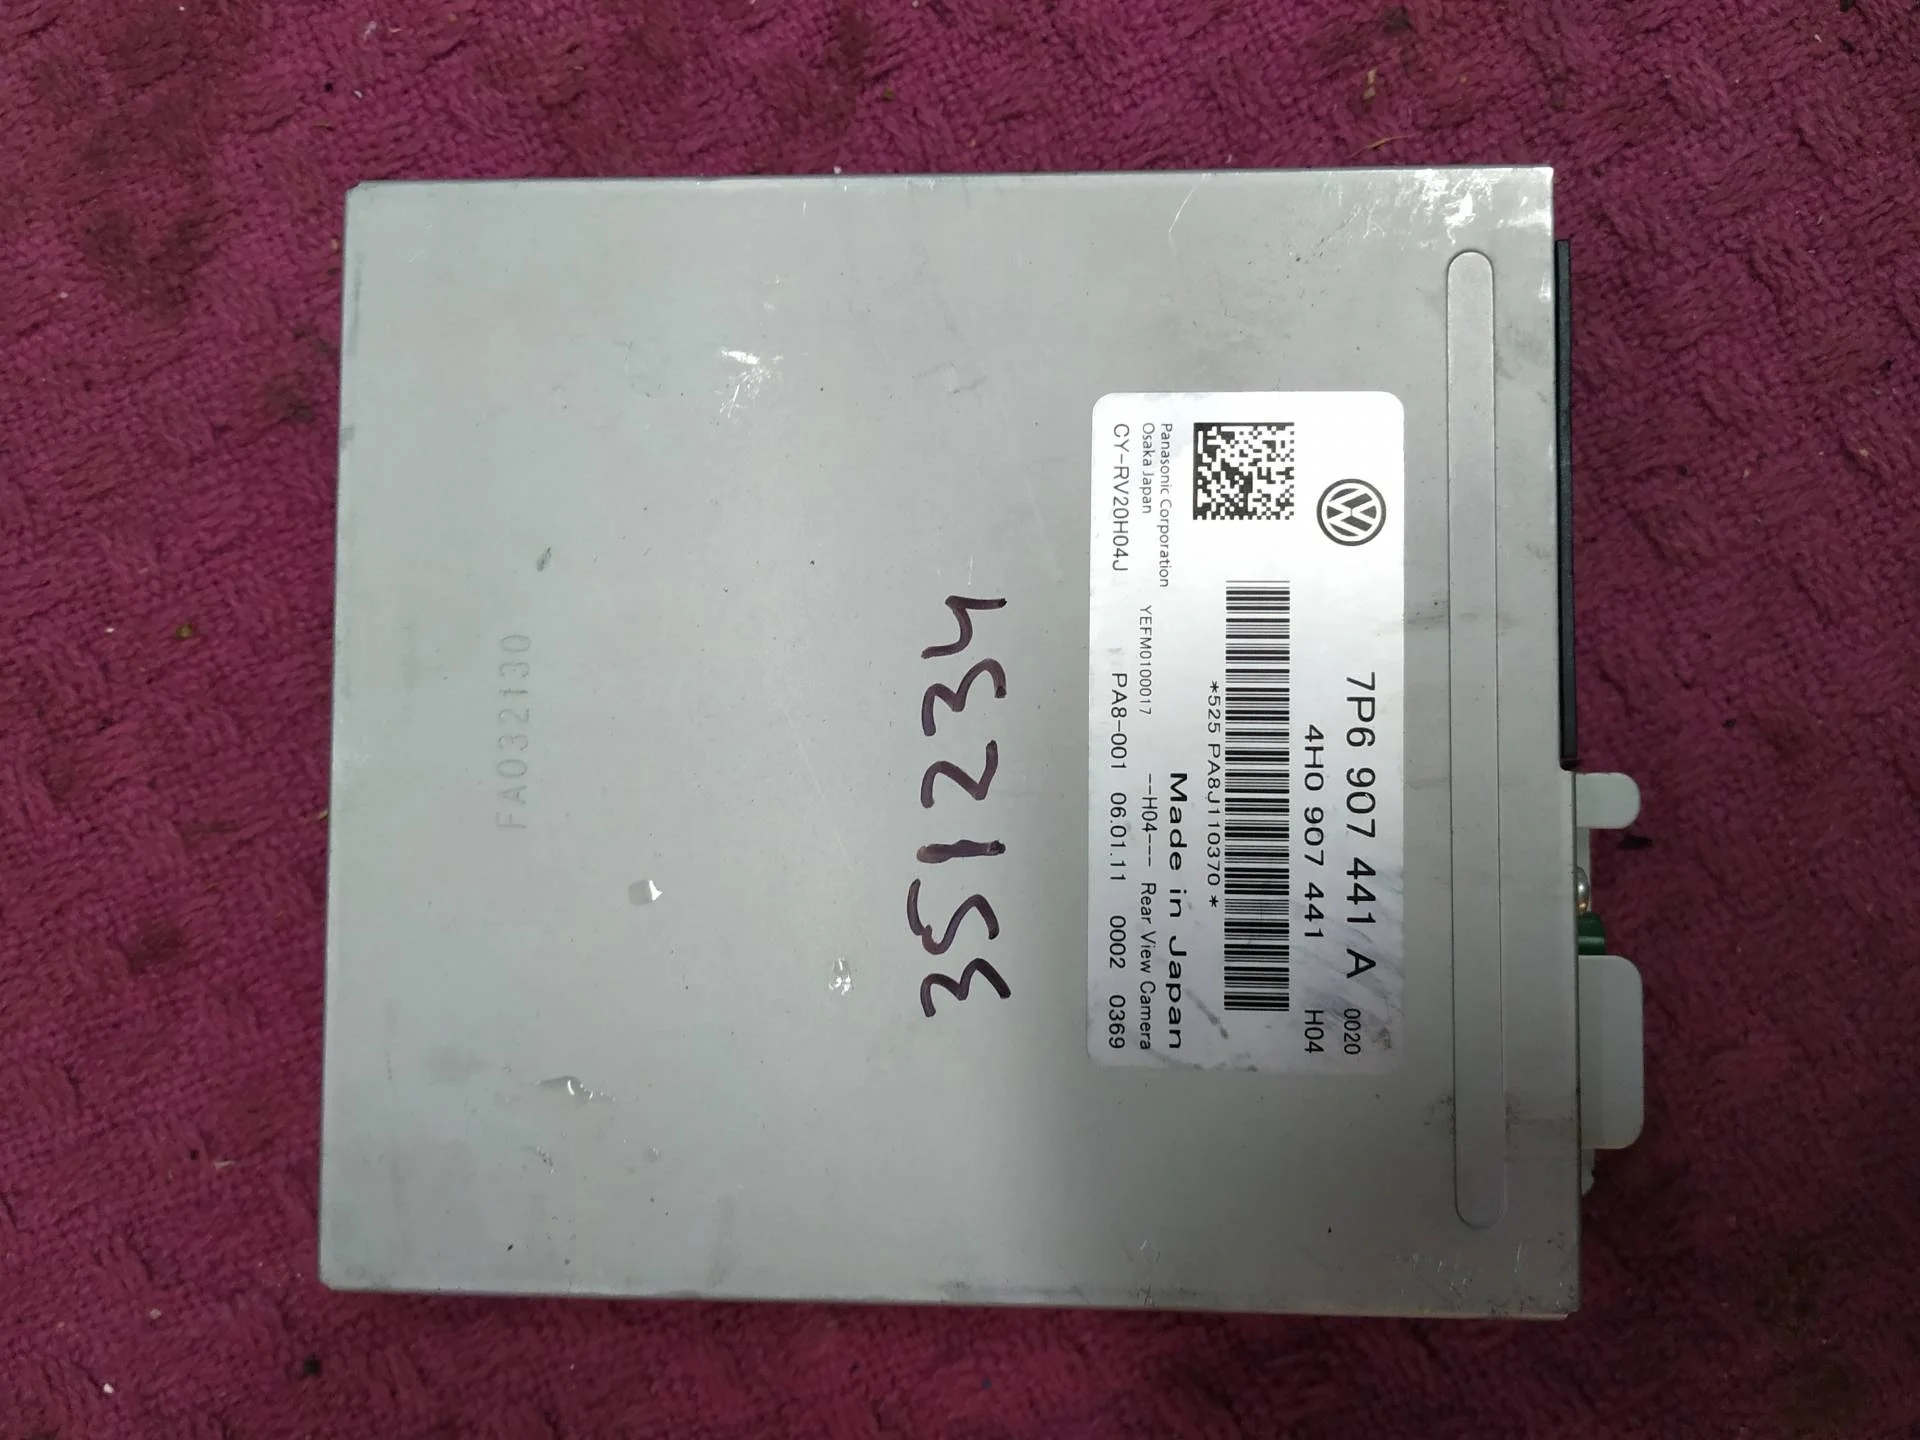 7P6 907 441 A 0020
4H0 907 441 H04
*525 PA8J110370 *
Made in Japan
Panasonic Corporation
Osaka Japan
YEFM0100017 --H04--- Rear View Camera
CY-RV20H04J PA8-001 06.01.11 0002 0369
432153
FA032130